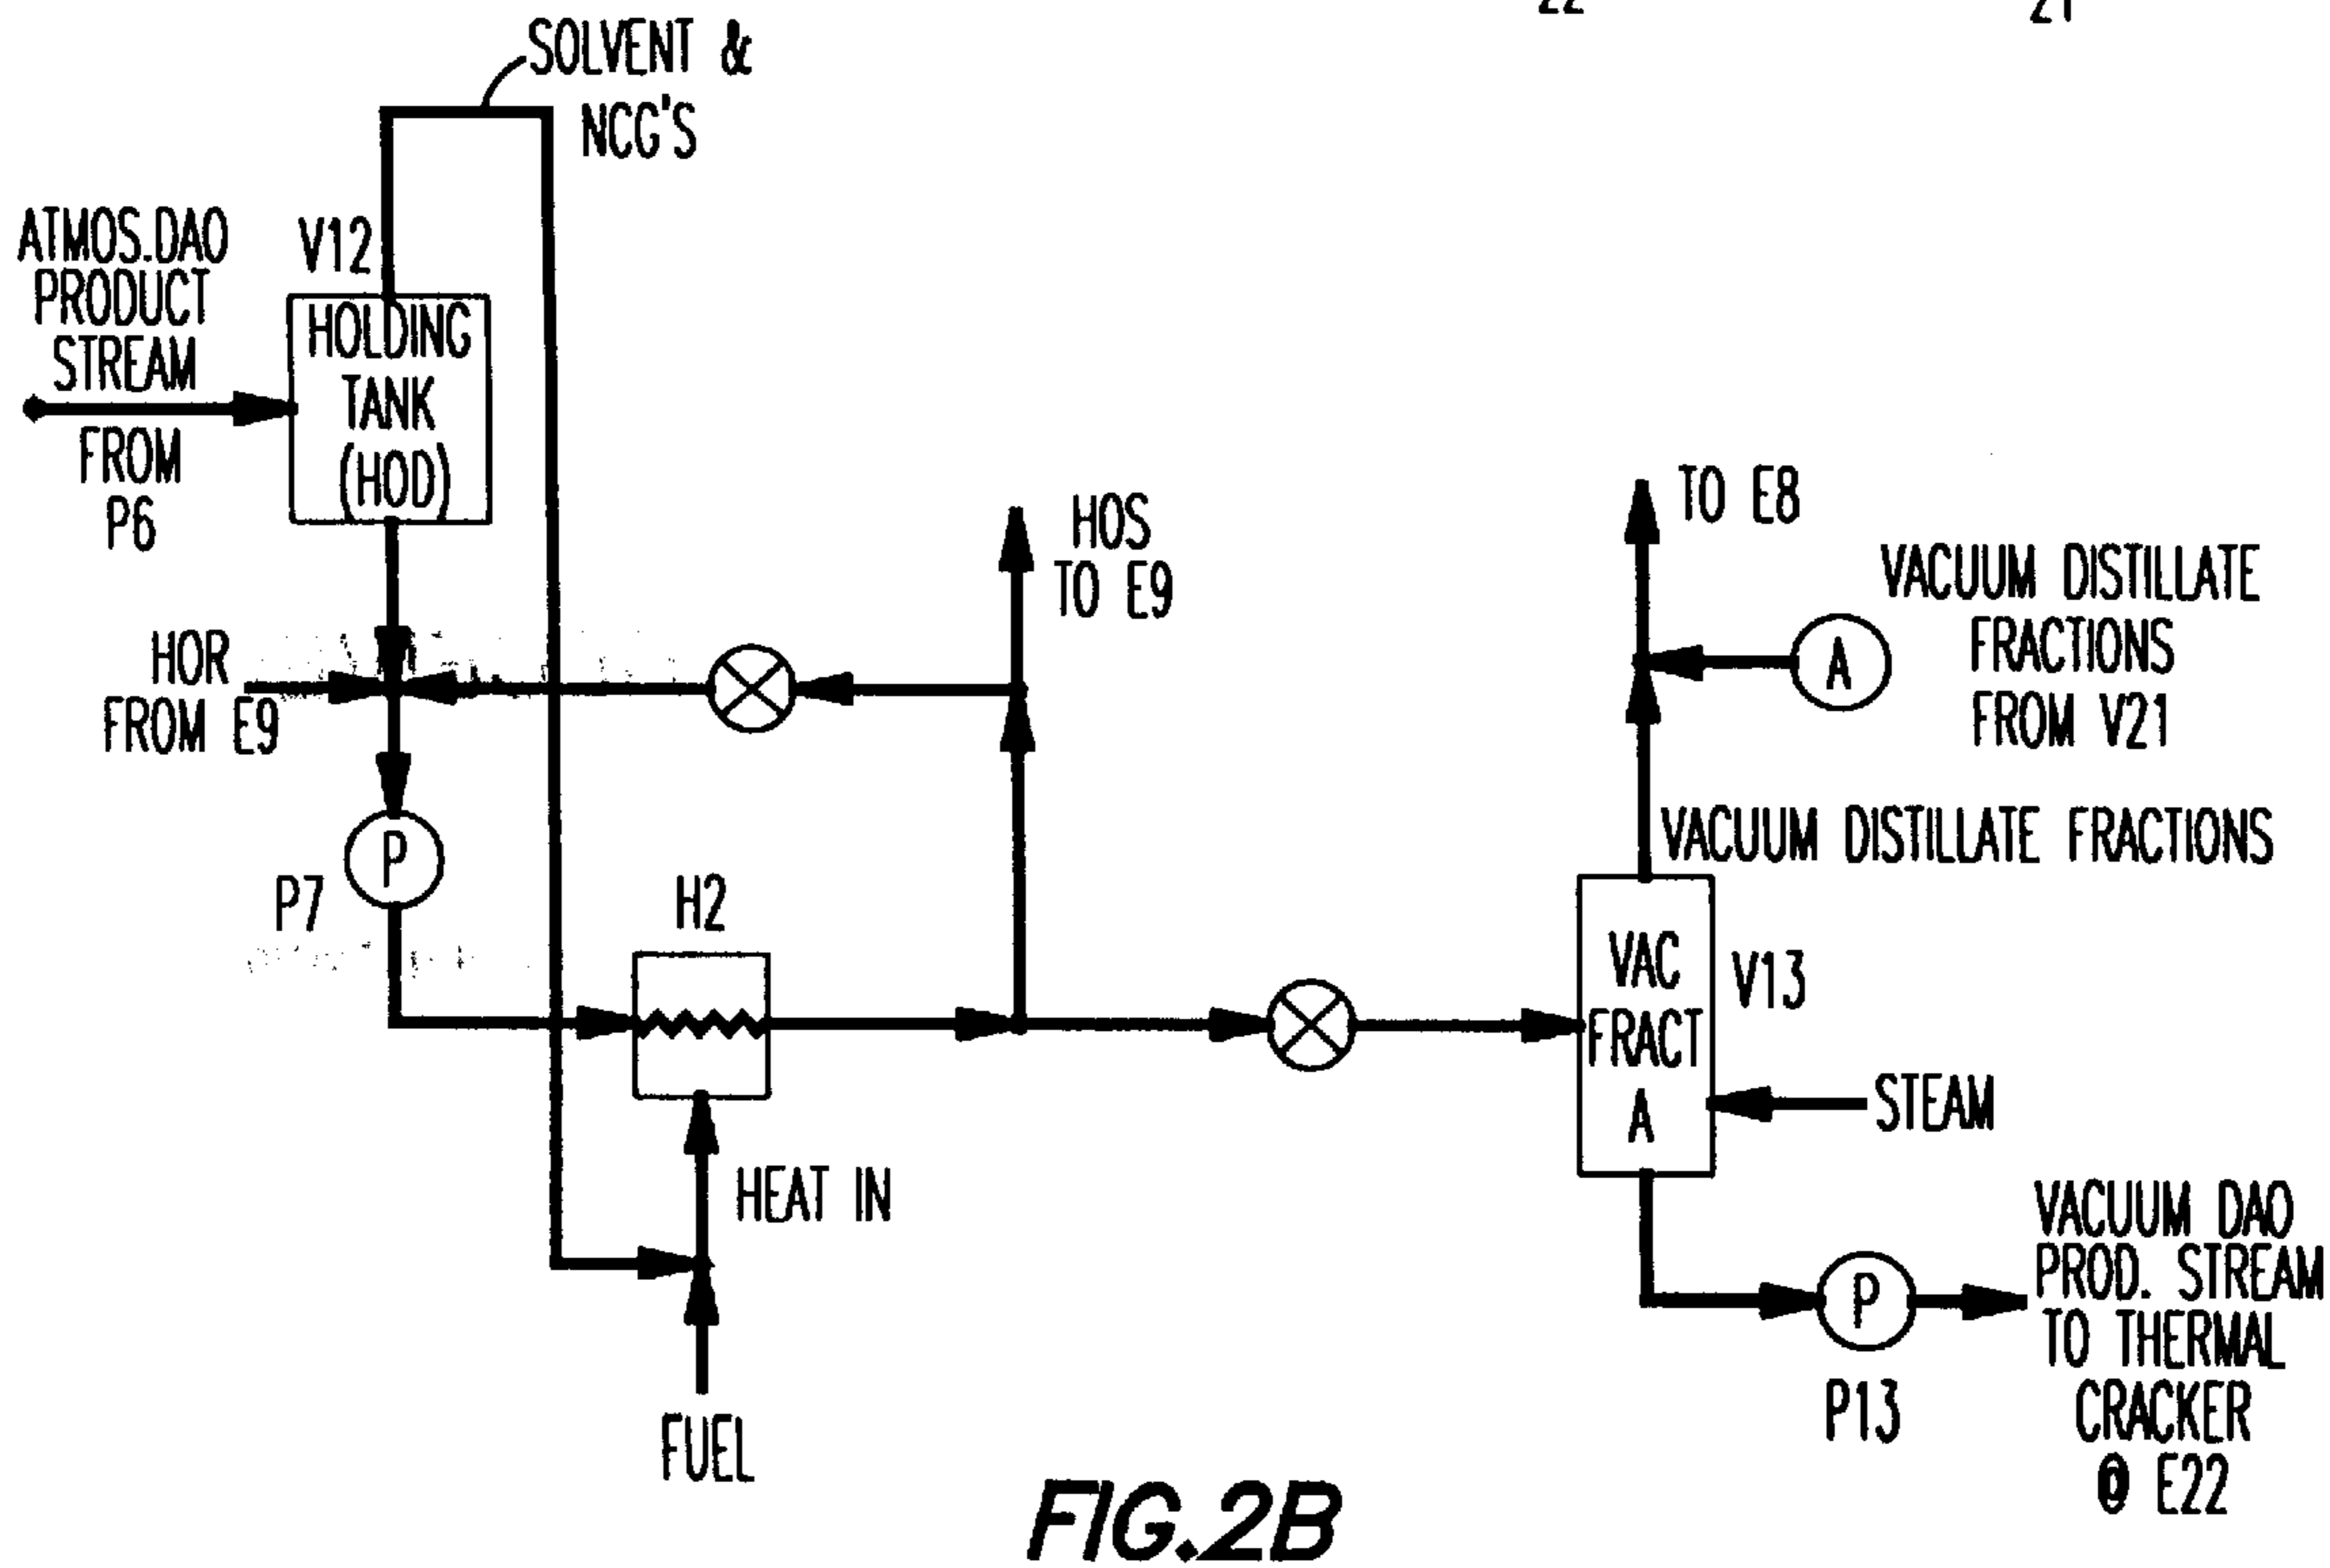 22
21
SOLVENT &
NCG'S
ATMOS.DAO
PRODUCT
STREAM
FROM
P6
V12
HOLDING
TANK
(HOD)
HOR
FROM E9
HOS
TO E9
P
P7
H2
HEAT IN
FUEL
TO E8
VACUUM DISTILLATE
FRACTIONS
FROM V21
A
VACUUM DISTILLATE FRACTIONS
VAC
FRACT
A
V13
STEAM
P
P13
VACUUM DAO
PROD. STREAM
TO THERMAL
CRACKER
@ E22
FIG.2B